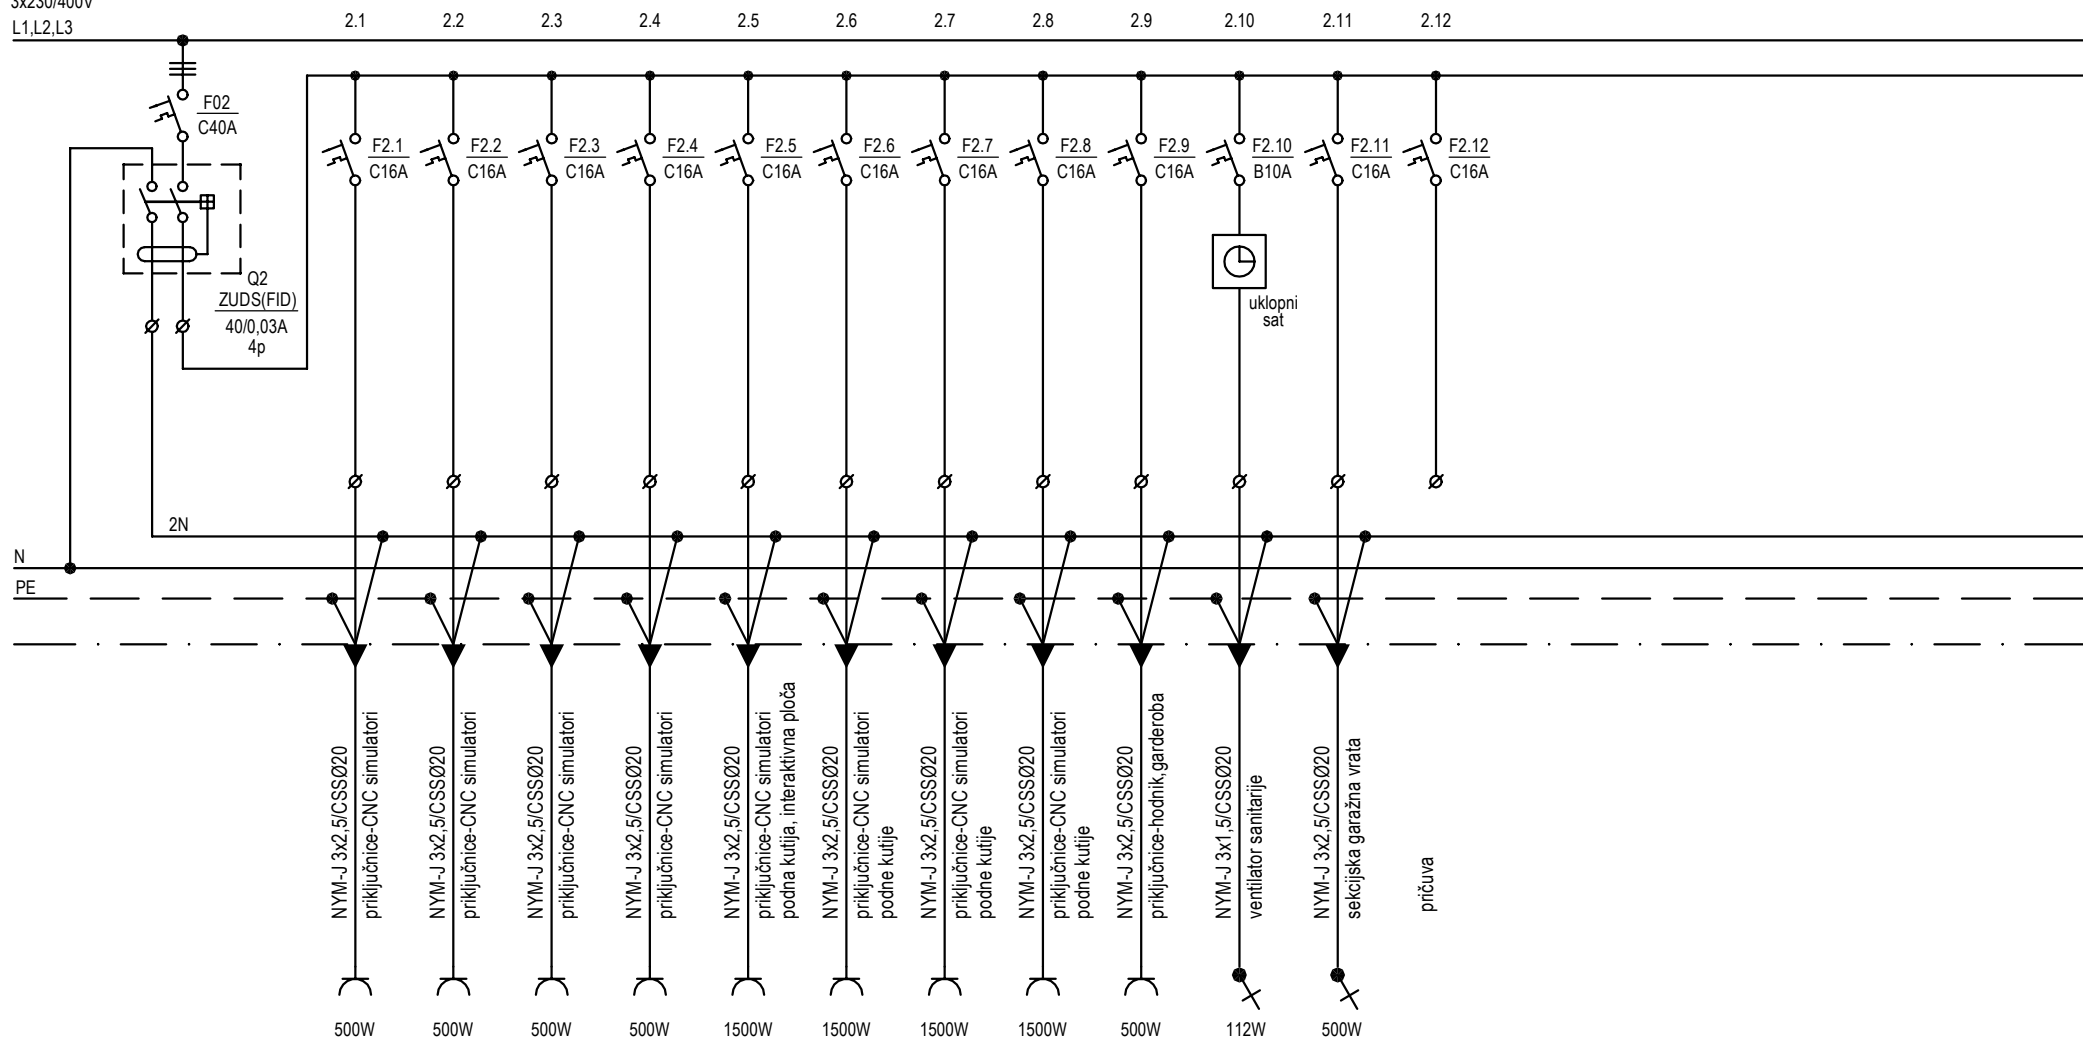 3x230/400V
L1,L2,L3
2.1
2.2
2.3
2.4
2.5
2.6
2.7
2.8
2.9
2.10
2.11
2.12
F02
C40A
F2.1
C16A
F2.2
C16A
F2.3
C16A
F2.4
C16A
F2.5
C16A
F2.6
C16A
F2.7
C16A
F2.8
C16A
F2.9
C16A
F2.10
B10A
F2.11
C16A
F2.12
C16A
Q2
ZUDS(FID)
40/0,03A
4p
uklopni
sat
2N
N
PE
NYM-J 3x2,5/CSSØ20
priključnice-CNC simulatori
NYM-J 3x2,5/CSSØ20
priključnice-CNC simulatori
NYM-J 3x2,5/CSSØ20
priključnice-CNC simulatori
NYM-J 3x2,5/CSSØ20
priključnice-CNC simulatori
NYM-J 3x2,5/CSSØ20
priključnice-CNC simulatori
podna kutija, interaktivna ploča
NYM-J 3x2,5/CSSØ20
priključnice-CNC simulatori
podne kutije
NYM-J 3x2,5/CSSØ20
priključnice-CNC simulatori
podne kutije
NYM-J 3x2,5/CSSØ20
priključnice-CNC simulatori
podne kutije
NYM-J 3x2,5/CSSØ20
priključnice-hodnik,garderoba
NYM-J 3x1,5/CSSØ20
ventilator sanitarije
NYM-J 3x2,5/CSSØ20
sekcijska garažna vrata
pričuva
500W
500W
500W
500W
1500W
1500W
1500W
1500W
500W
112W
500W